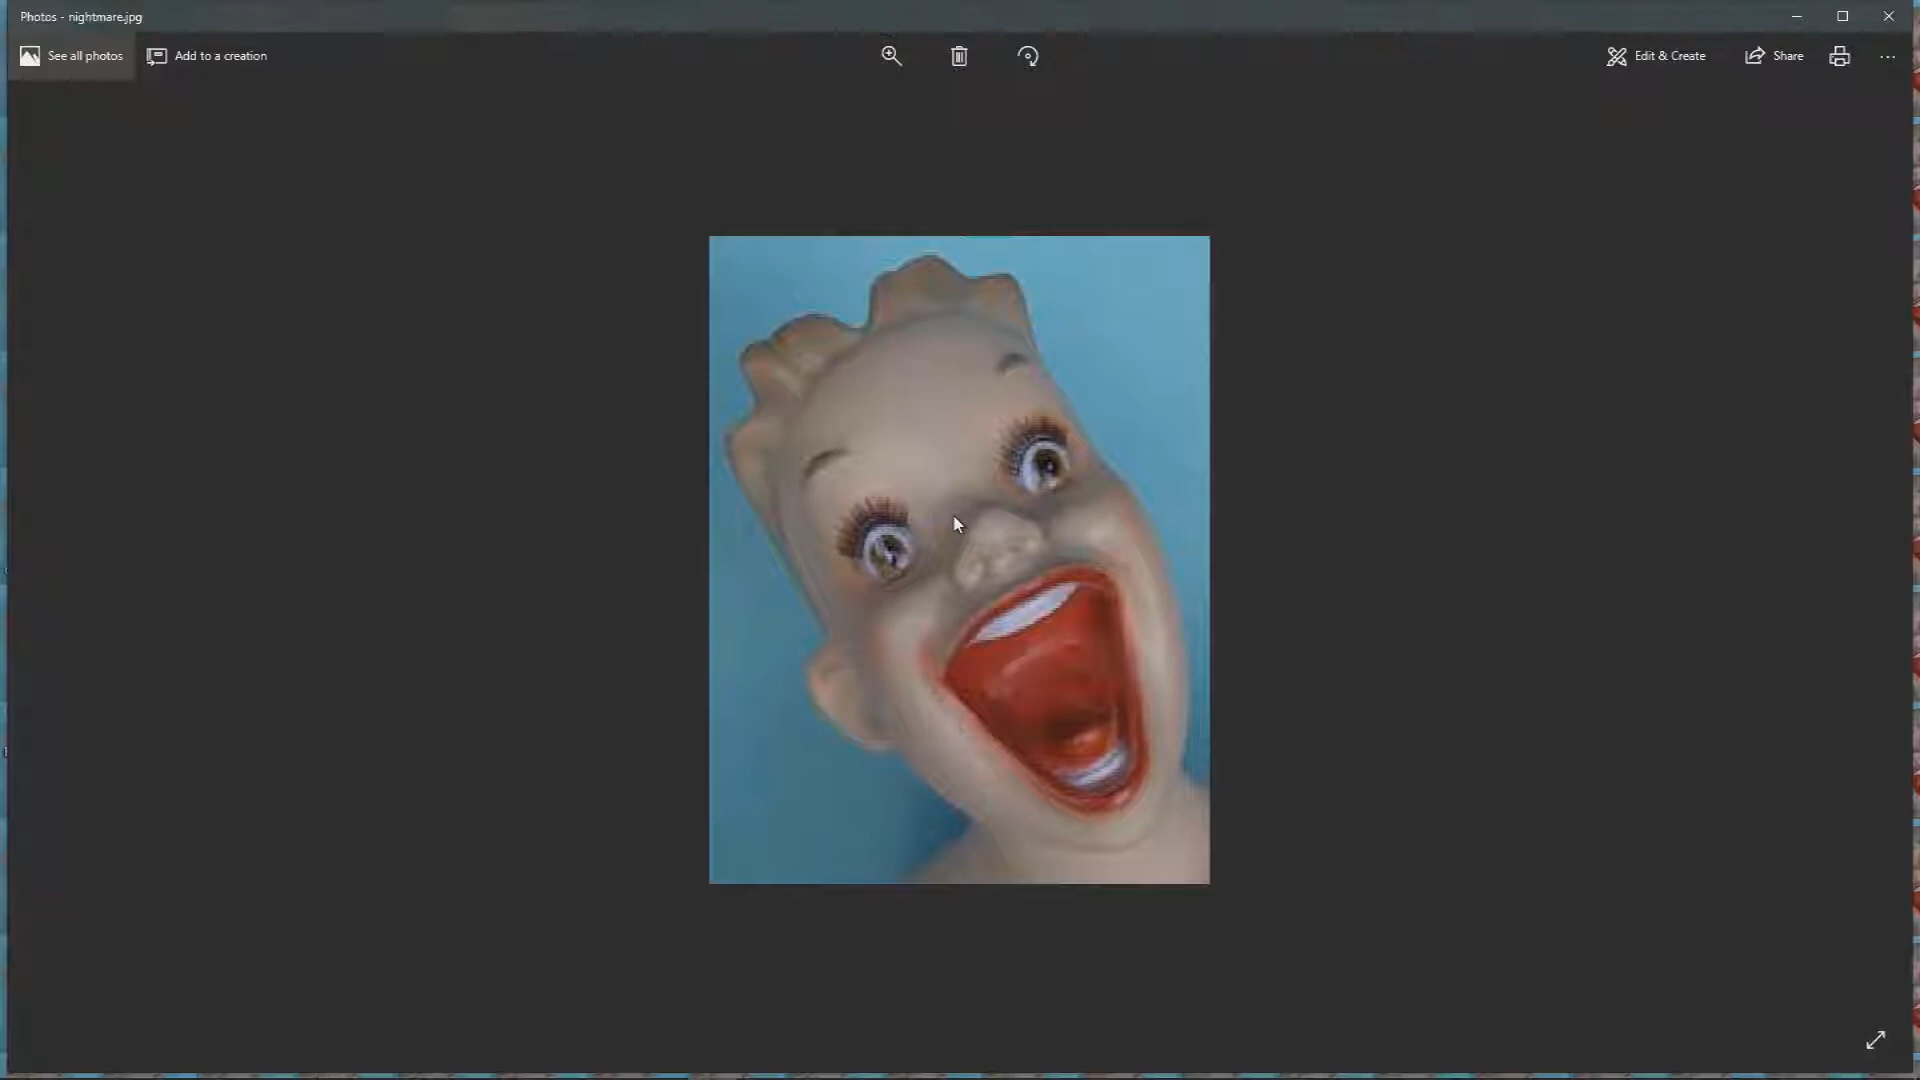 Photos - nightmare.jpg
See all photos
Add to a creation
Edit & Create
Share